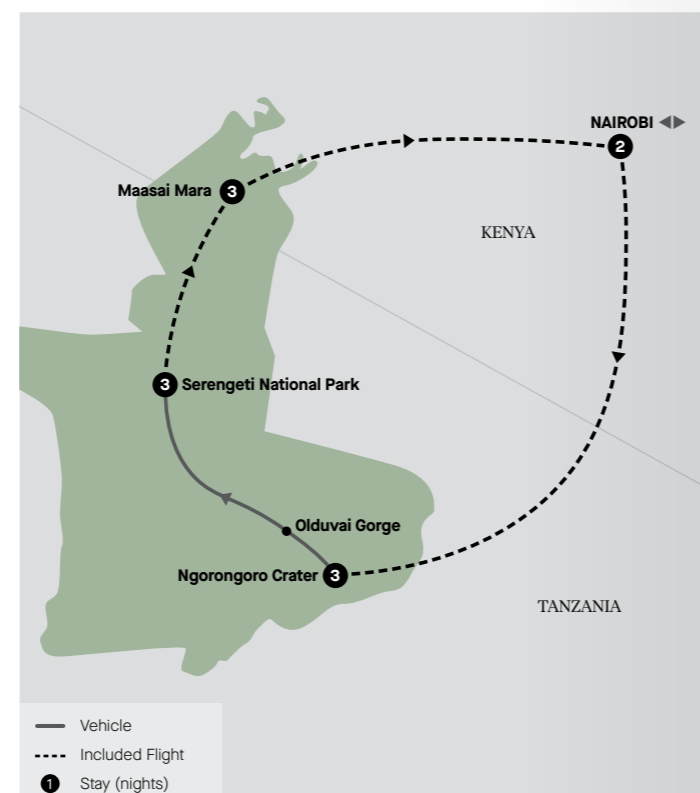 NAIROBI
2
Maasai Mara 3
KENYA
3 Serengeti National Park
Olduvai Gorge
Ngorongoro Crater 3
TANZANIA
Vehicle
Included Flight
1 Stay (nights)